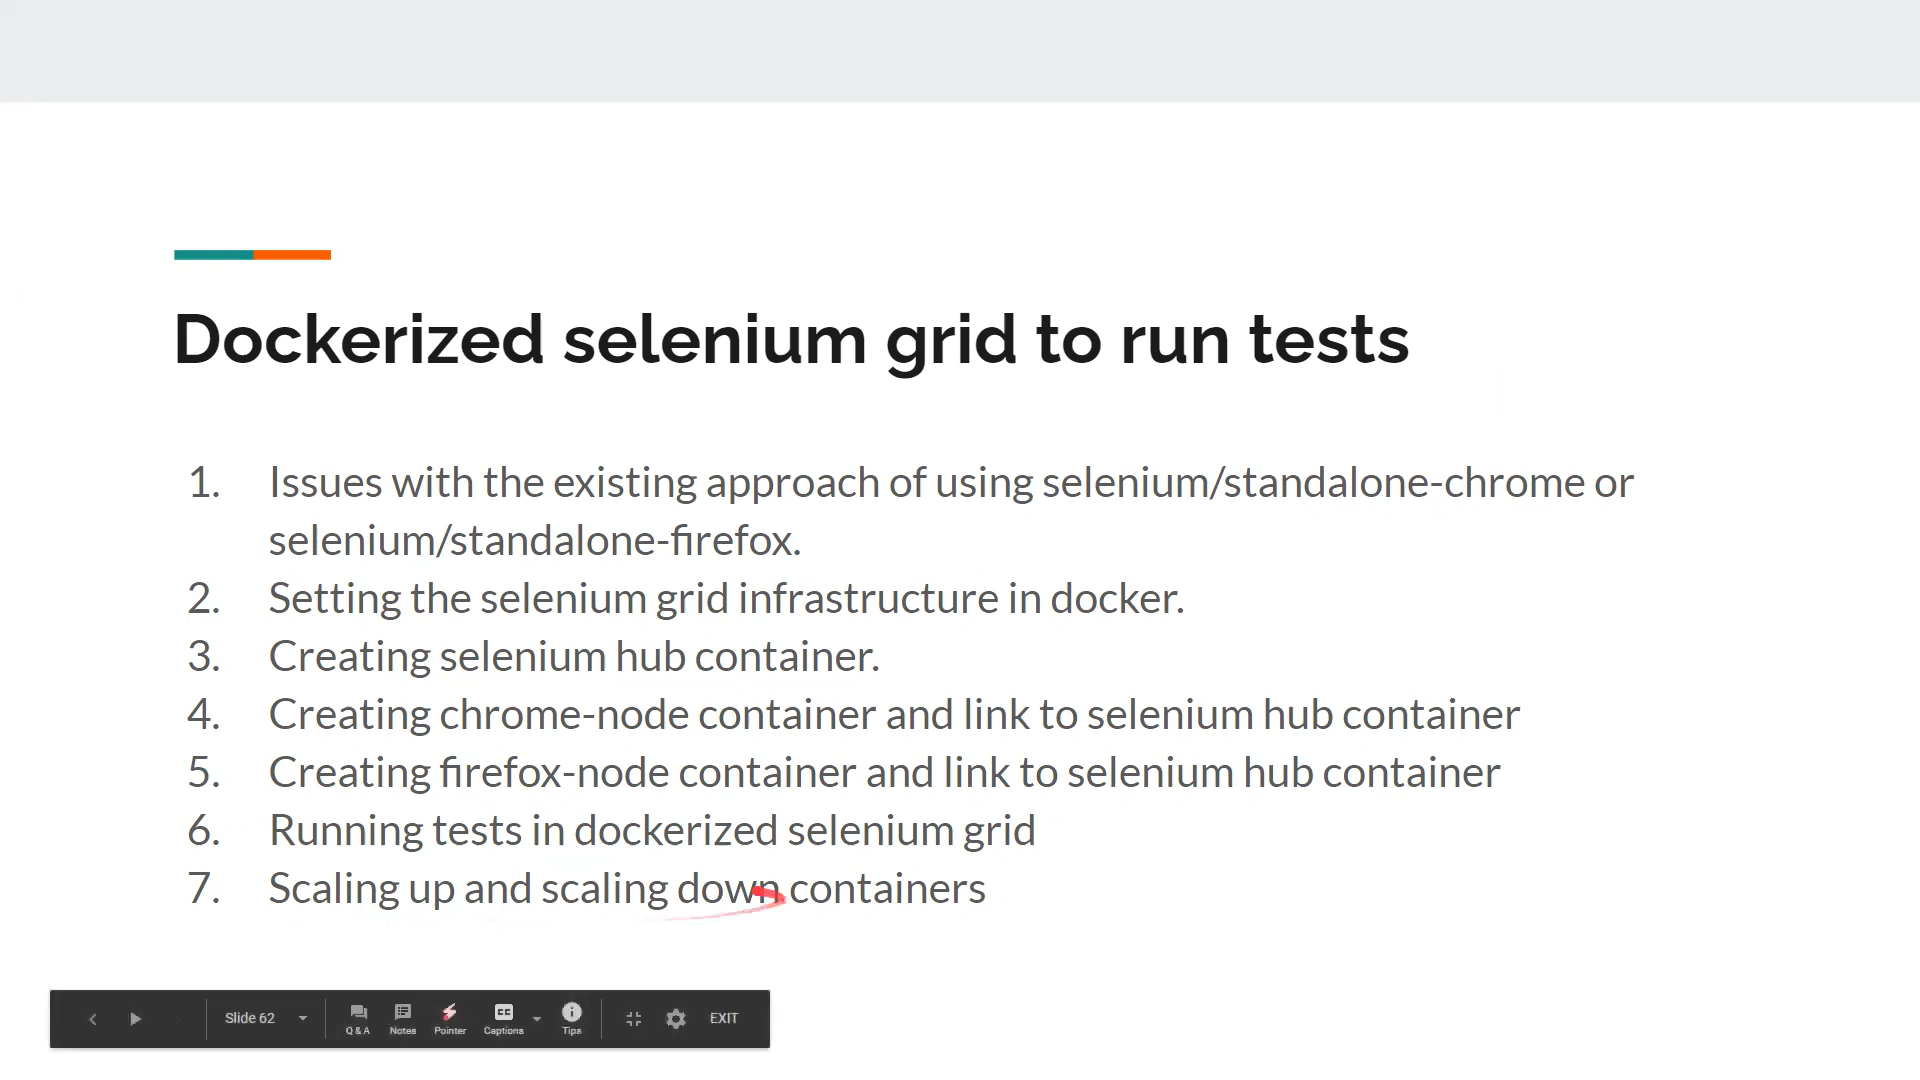 Dockerized selenium grid to run tests
1. Issues with the existing approach of using selenium/standalone-chrome or
selenium/standalone-firefox.
2. Setting the selenium grid infrastructure in docker.
3. Creating selenium hub container.
4. Creating chrome-node container and link to selenium hub container
5. Creating firefox-node container and link to selenium hub container
6. Running tests in dockerized selenium grid
7. Scaling up and scaling down containers
Slide 62 Q & A Notes Pointer CC Captions Tips EXIT